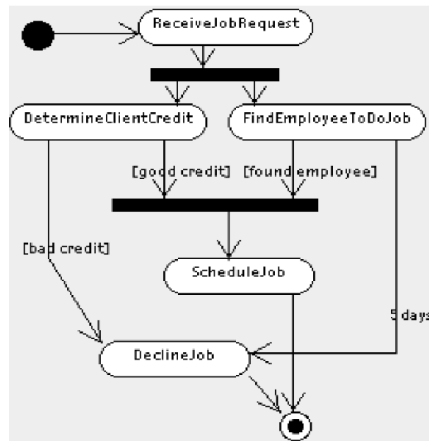 ReceiveJobRequest
DetermineClientCredit
FindEmployeeToDoJob
[good credit]
[found employee]
[bad credit]
ScheduleJob
5 days
DeclineJob